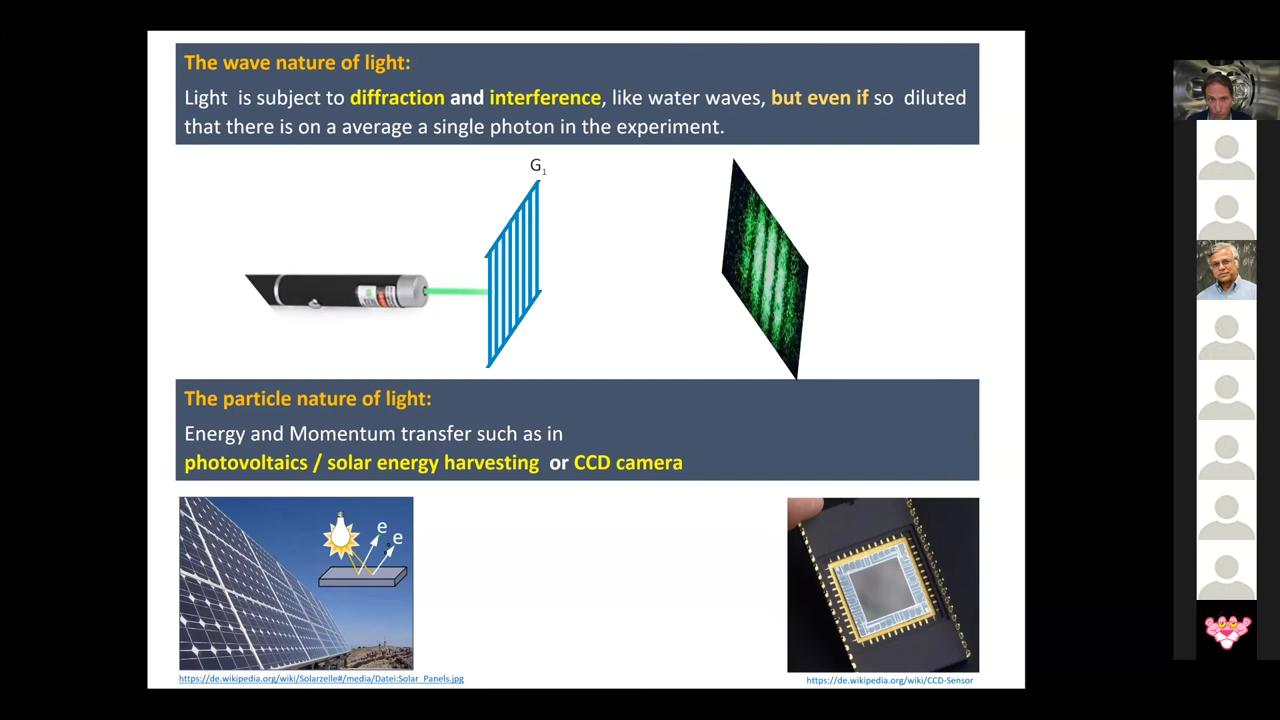 The wave nature of light:
Light is subject to diffraction and interference, like water waves, but even if so diluted
that there is on a average a single photon in the experiment.
G1
The particle nature of light:
Energy and Momentum transfer such as in
photovoltaics / solar energy harvesting or CCD camera
e
e
https://de.wikipedia.org/wiki/Solarzelle#/media/Datei:Solar_Panels.jpg
https://de.wikipedia.org/wiki/CCD-Sensor